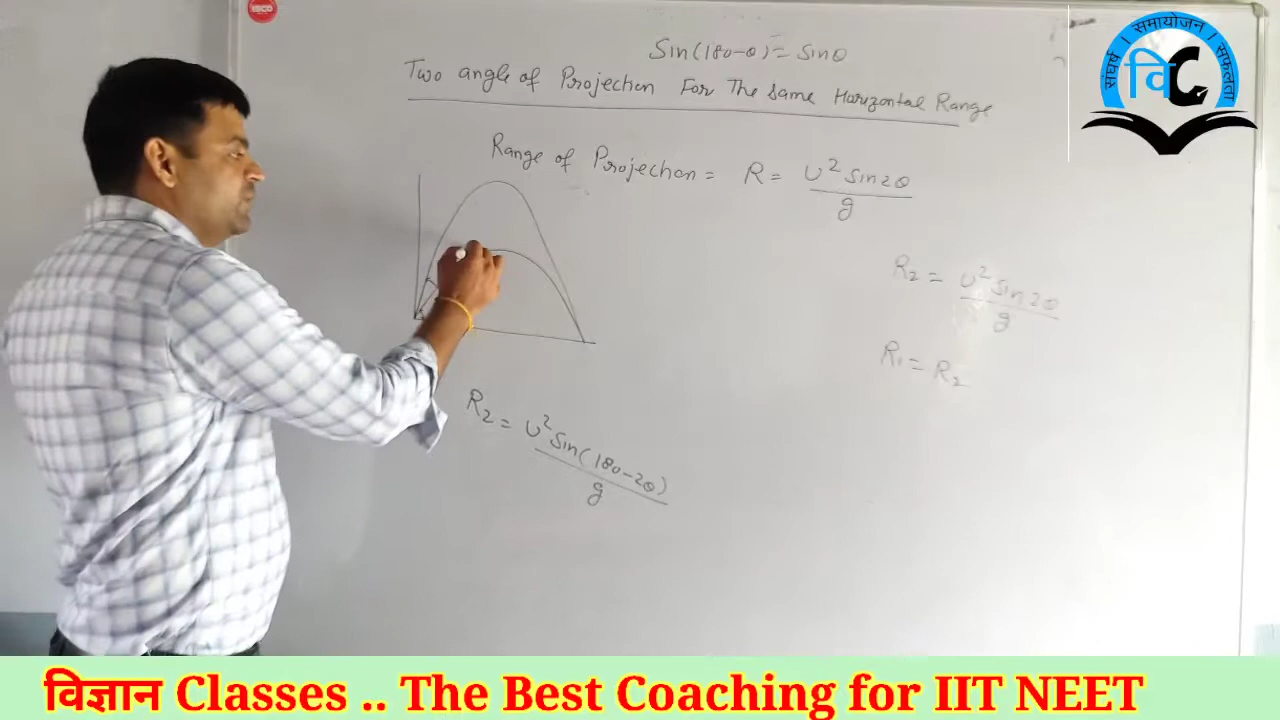 Sin(180-θ) = Sinθ
Two angle of Projection For The Same Horizontal Range
Range of Projection = R = U² Sin2θ / g
R₂ = U² Sin2θ / g
R₁ = R₂
R₂ = U² Sin(180-2θ) / g
संघर्ष । समायोजन । सफलता
वि C
विज्ञान Classes .. The Best Coaching for IIT NEET